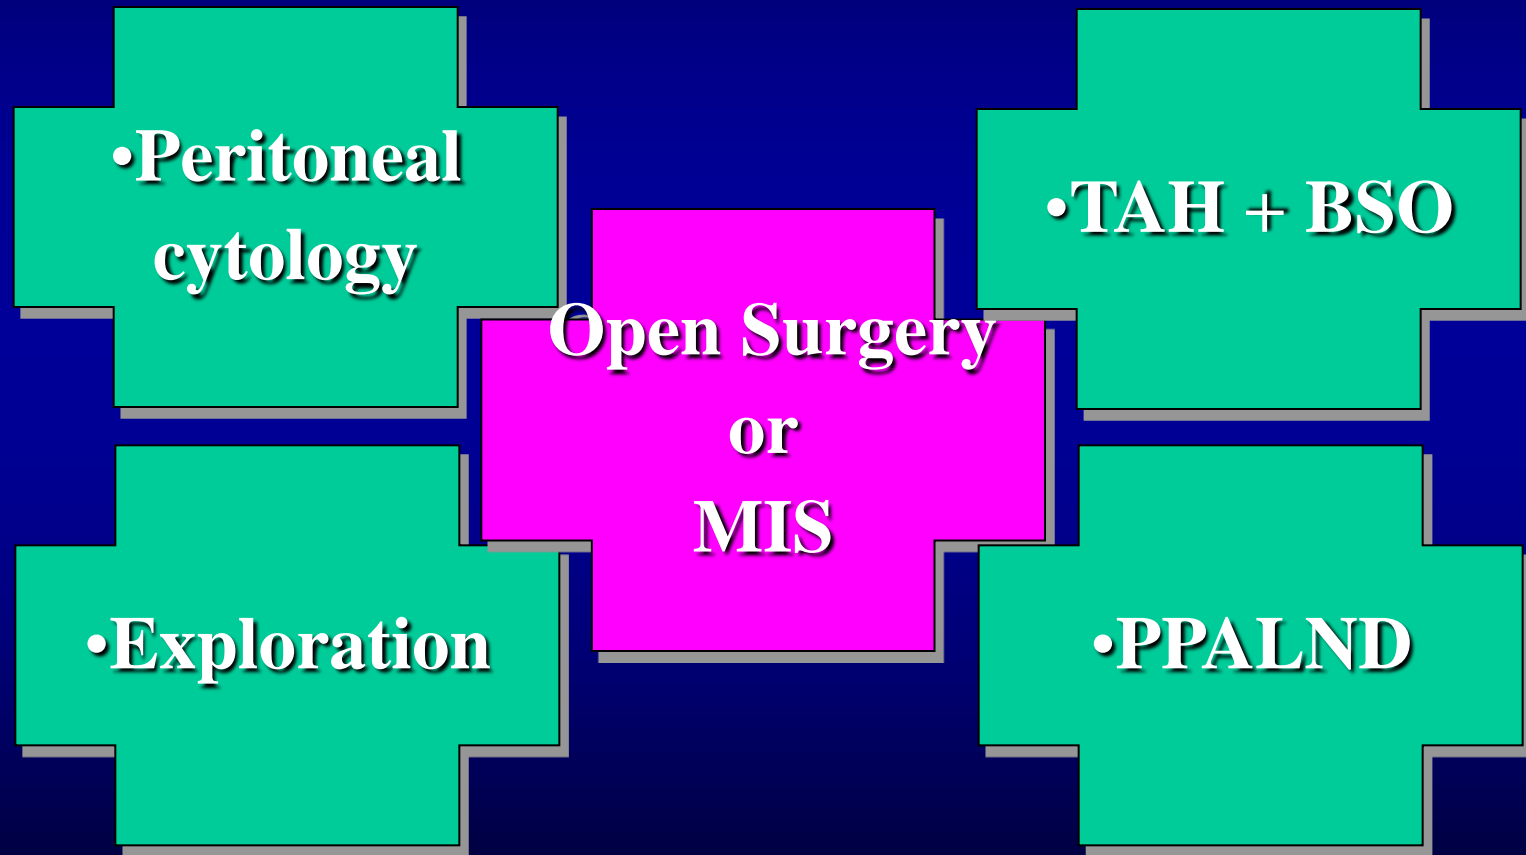 •Peritoneal
cytology
•TAH + BSO
Open Surgery
or
MIS
•Exploration
•PPALND